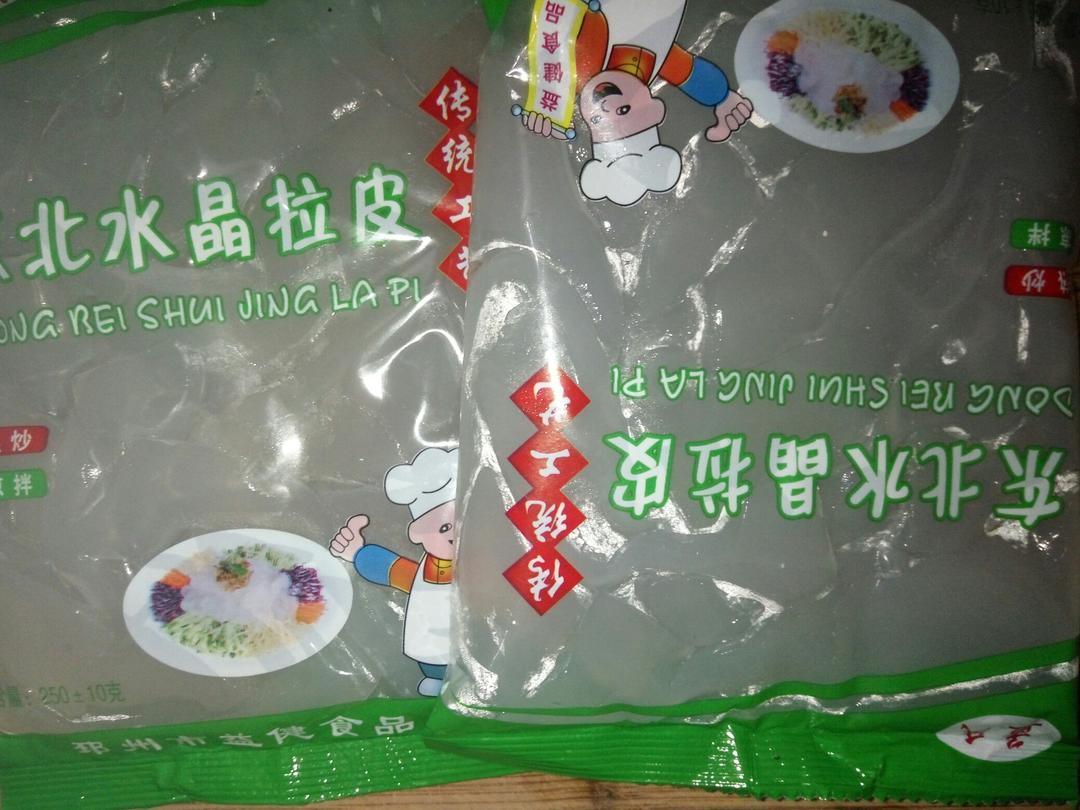 北水晶拉皮
ONG BEI SHUI JING LA PI
传统工
炒
拌
量：250±10克
邳州市益健食品
益健食品
拌
炒
DONG BEI SHUI JING LA PI
东北水晶拉皮
传统工艺